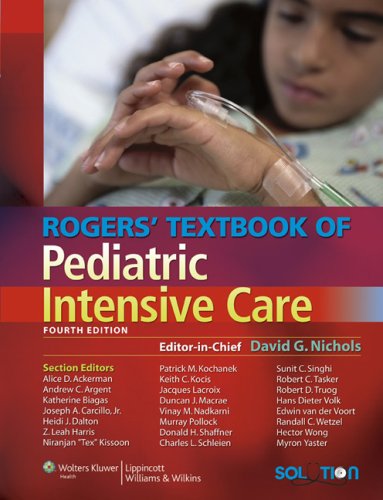 ROGERS' TEXTBOOK OF
Pediatric
Intensive Care
FOURTH EDITION
Editor-in-Chief David G. Nichols
Section Editors
Alice D. Ackerman
Andrew C. Argent
Katherine Biagas
Joseph A. Carcillo, Jr.
Heidi J. Dalton
Z. Leah Harris
Niranjan "Tex" Kissoon
Patrick M. Kochanek
Keith C. Kocis
Jacques Lacroix
Duncan J. Macrae
Vinay M. Nadkarni
Murray Pollock
Donald H. Shaffner
Charles L. Schleien
Sunit C. Singhi
Robert C. Tasker
Robert D. Truog
Hans Dieter Volk
Edwin van der Voort
Randall C. Wetzel
Hector Wong
Myron Yaster
Wolters Kluwer
Health
Lippincott
Williams & Wilkins
SOLUTION